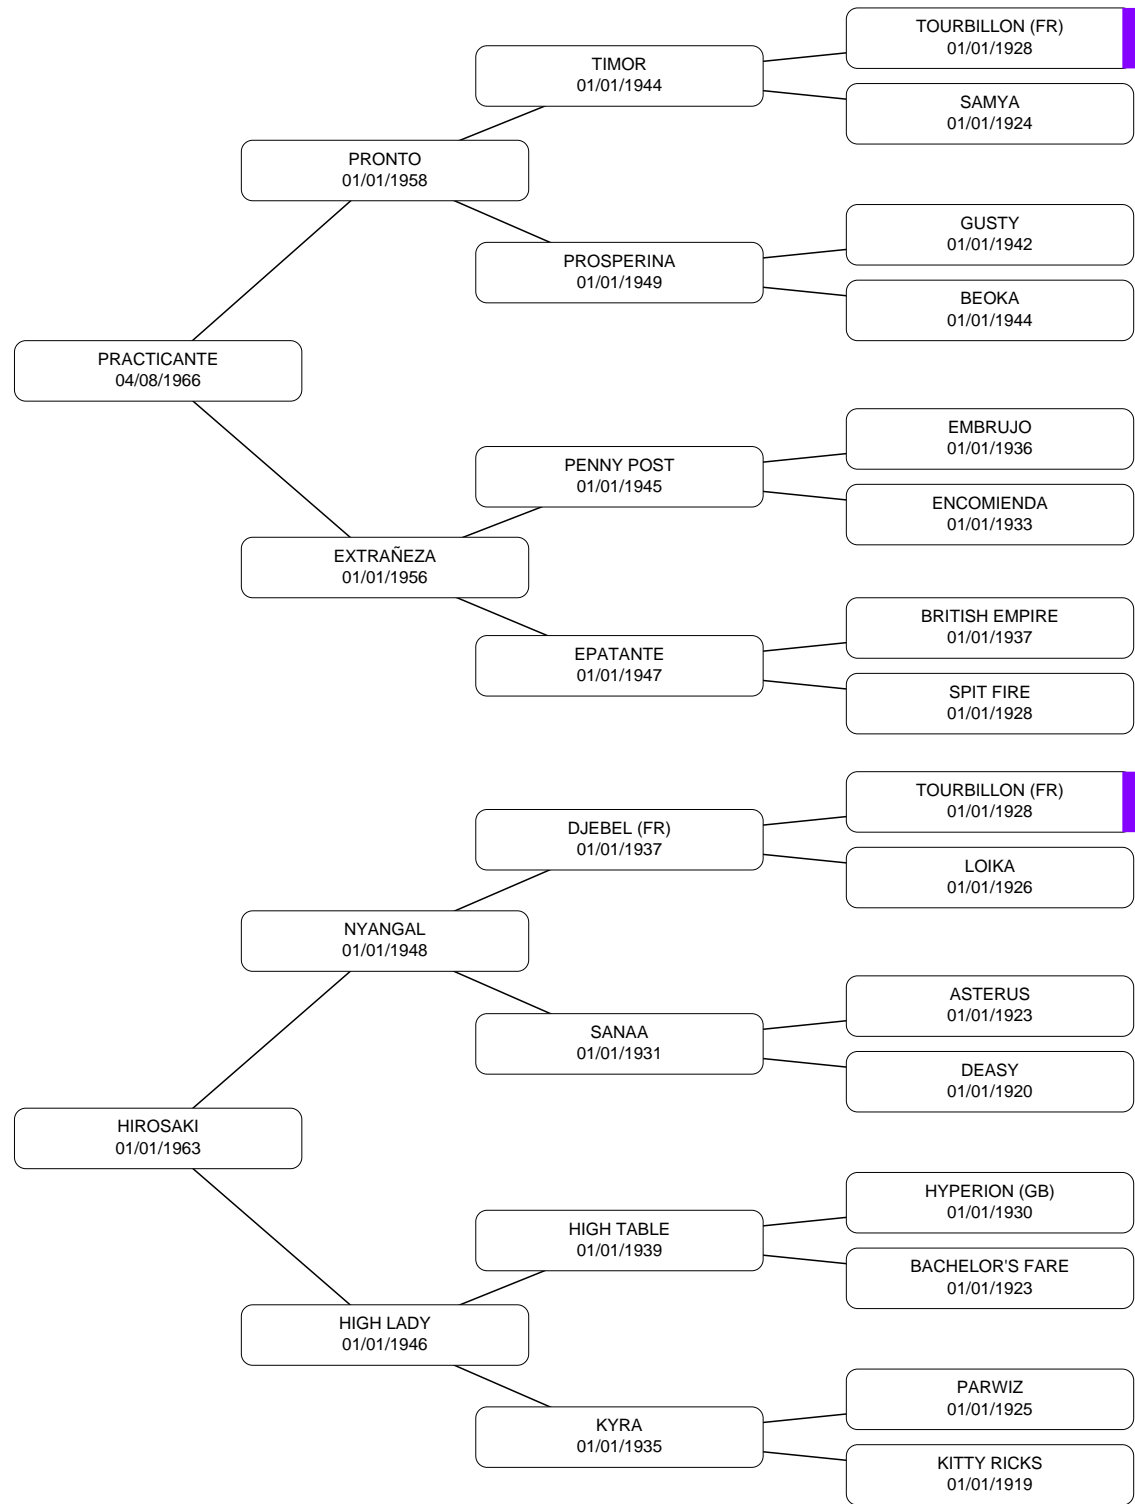 TOURBILLON (FR)
01/01/1928
TIMOR
01/01/1944
SAMYA
01/01/1924
PRONTO
01/01/1958
GUSTY
01/01/1942
PROSPERINA
01/01/1949
BEOKA
01/01/1944
PRACTICANTE
04/08/1966
EMBRUJO
01/01/1936
PENNY POST
01/01/1945
ENCOMIENDA
01/01/1933
EXTRAÑEZA
01/01/1956
BRITISH EMPIRE
01/01/1937
EPATANTE
01/01/1947
SPIT FIRE
01/01/1928
TOURBILLON (FR)
01/01/1928
DJEBEL (FR)
01/01/1937
LOIKA
01/01/1926
NYANGAL
01/01/1948
ASTERUS
01/01/1923
SANAA
01/01/1931
DEASY
01/01/1920
HIROSAKI
01/01/1963
HYPERION (GB)
01/01/1930
HIGH TABLE
01/01/1939
BACHELOR'S FARE
01/01/1923
HIGH LADY
01/01/1946
PARWIZ
01/01/1925
KYRA
01/01/1935
KITTY RICKS
01/01/1919